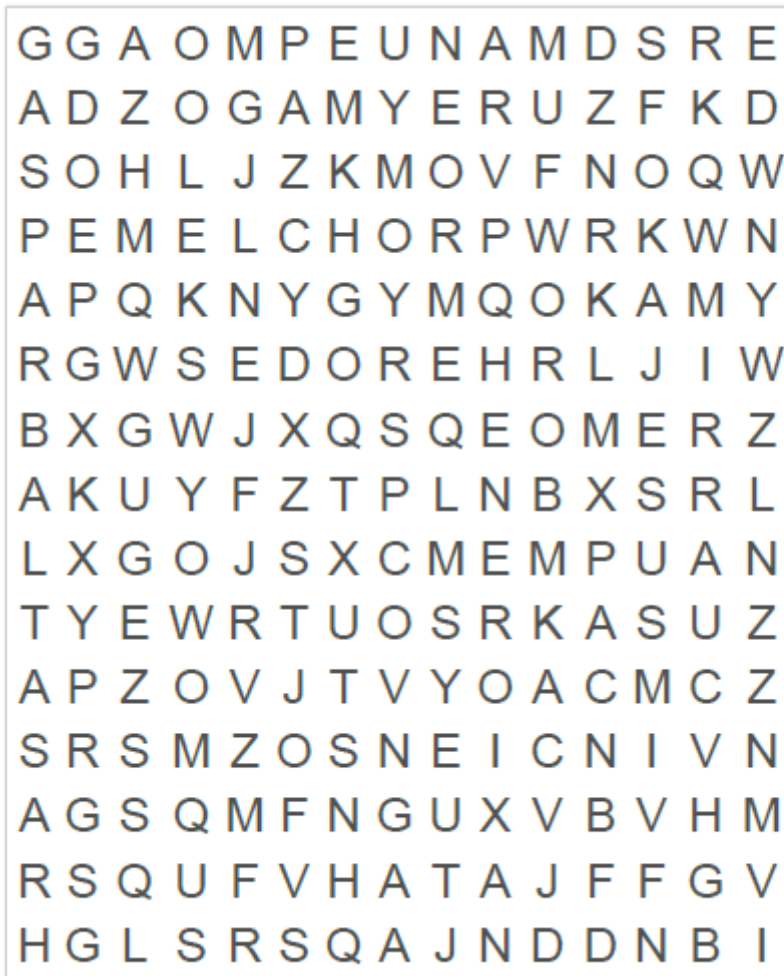 G G A O M P E U N A M D S R E
A D Z O G A M Y E R U Z F K D
S O H L J Z K M O V F N O Q W
P E M E L C H O R P W R K W N
A P Q K N Y G Y M Q O K A M Y
R G W S E D O R E H R L J I W
B X G W J X Q S Q E O M E R Z
A K U Y F Z T P L N B X S R L
L X G O J S X C M E M P U A N
T Y E W R T U O S R K A S U Z
A P Z O V J T V Y O A C M C Z
S R S M Z O S N E I C N I V N
A G S Q M F N G U X V B V H M
R S Q U F V H A T A J F F G V
H G L S R S Q A J N D D N B I